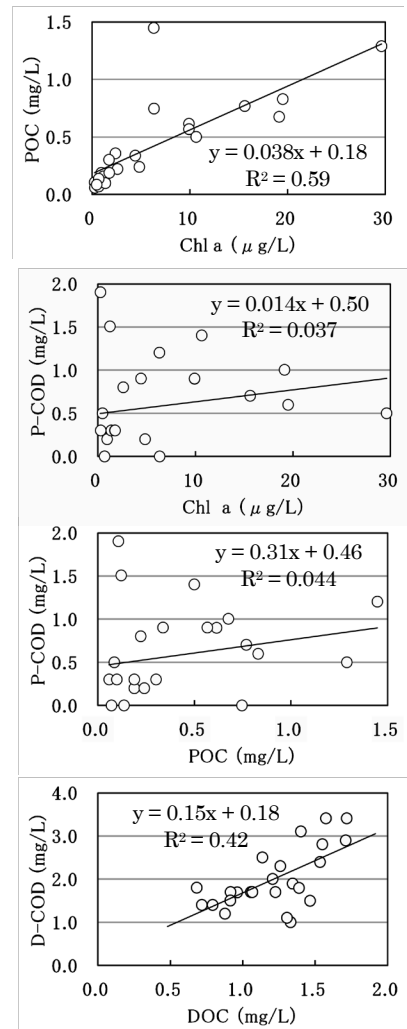 1.5
1.0
0.5
0.0
POC (mg/L)
y = 0.038x + 0.18
R² = 0.59
0 10 20 30
Chl a (μg/L)
2.0
1.5
1.0
0.5
0.0
P-COD (mg/L)
y = 0.014x + 0.50
R² = 0.037
0 10 20 30
Chl a (μg/L)
2.0
1.5
1.0
0.5
0.0
P-COD (mg/L)
y = 0.31x + 0.46
R² = 0.044
0.0 0.5 1.0 1.5
POC (mg/L)
4.0
3.0
2.0
1.0
0.0
D-COD (mg/L)
y = 0.15x + 0.18
R² = 0.42
0.0 0.5 1.0 1.5 2.0
DOC (mg/L)